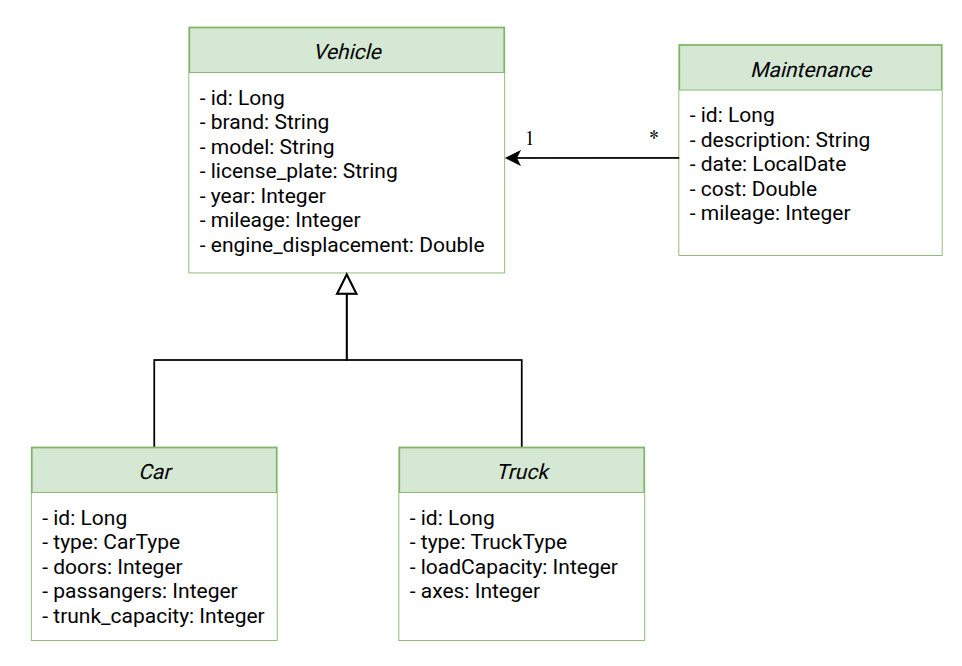 Vehicle
- id: Long
- brand: String
- model: String
- license_plate: String
- year: Integer
- mileage: Integer
- engine_displacement: Double
1
*
Maintenance
- id: Long
- description: String
- date: LocalDate
- cost: Double
- mileage: Integer
Car
- id: Long
- type: CarType
- doors: Integer
- passangers: Integer
- trunk_capacity: Integer
Truck
- id: Long
- type: TruckType
- loadCapacity: Integer
- axes: Integer